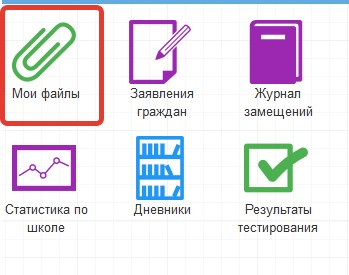 Мои файлы
Заявления
граждан
Журнал
замещений
Статистика по
школе
Дневники
Результаты
тестирования